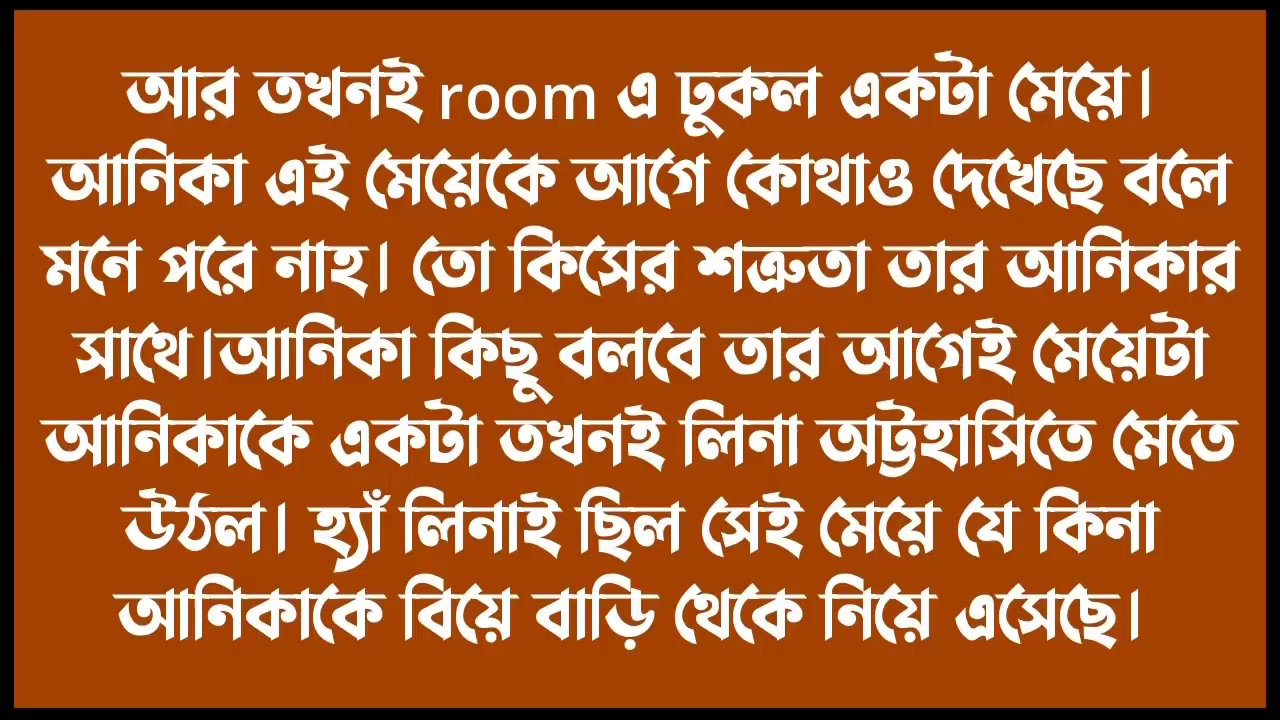 আর তখনই room এ ঢুকল একটা মেয়ে।
আনিকা এই মেয়েকে আগে কোথাও দেখেছে বলে
মনে পরে নাহ। তো কিসের শত্রুতা তার আনিকার
সাথে।আনিকা কিছু বলবে তার আগেই মেয়েটা
আনিকাকে একটা তখনই লিনা অট্টহাসিতে মেতে
উঠল। হ্যাঁ লিনাই ছিল সেই মেয়ে যে কিনা
আনিকাকে বিয়ে বাড়ি থেকে নিয়ে এসেছে।